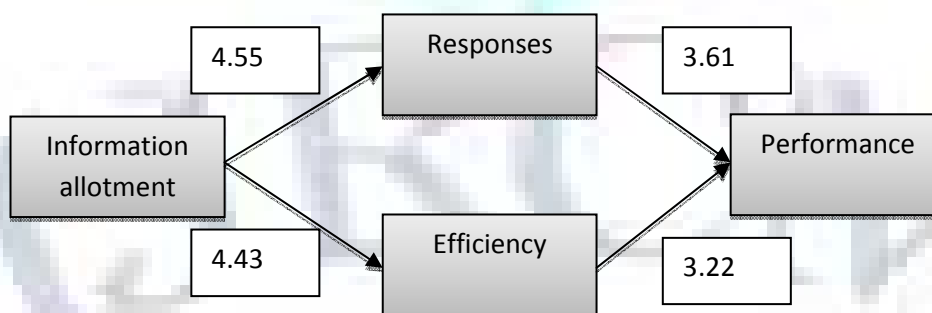 4.55
Responses
3.61
Information
allotment
Performance
4.43
Efficiency
3.22